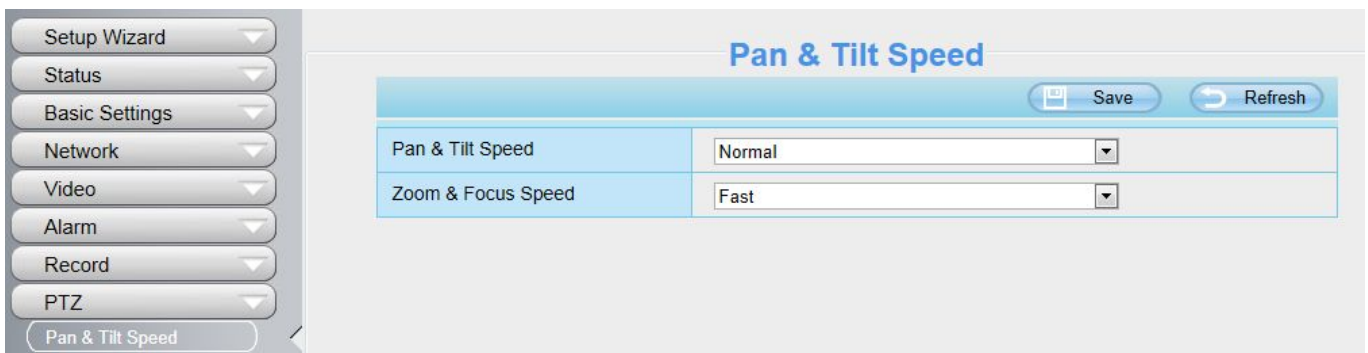 Setup Wizard
Status
Basic Settings
Network
Video
Alarm
Record
PTZ
Pan & Tilt Speed
Pan & Tilt Speed
Save
Refresh
Pan & Tilt Speed
Normal
Zoom & Focus Speed
Fast